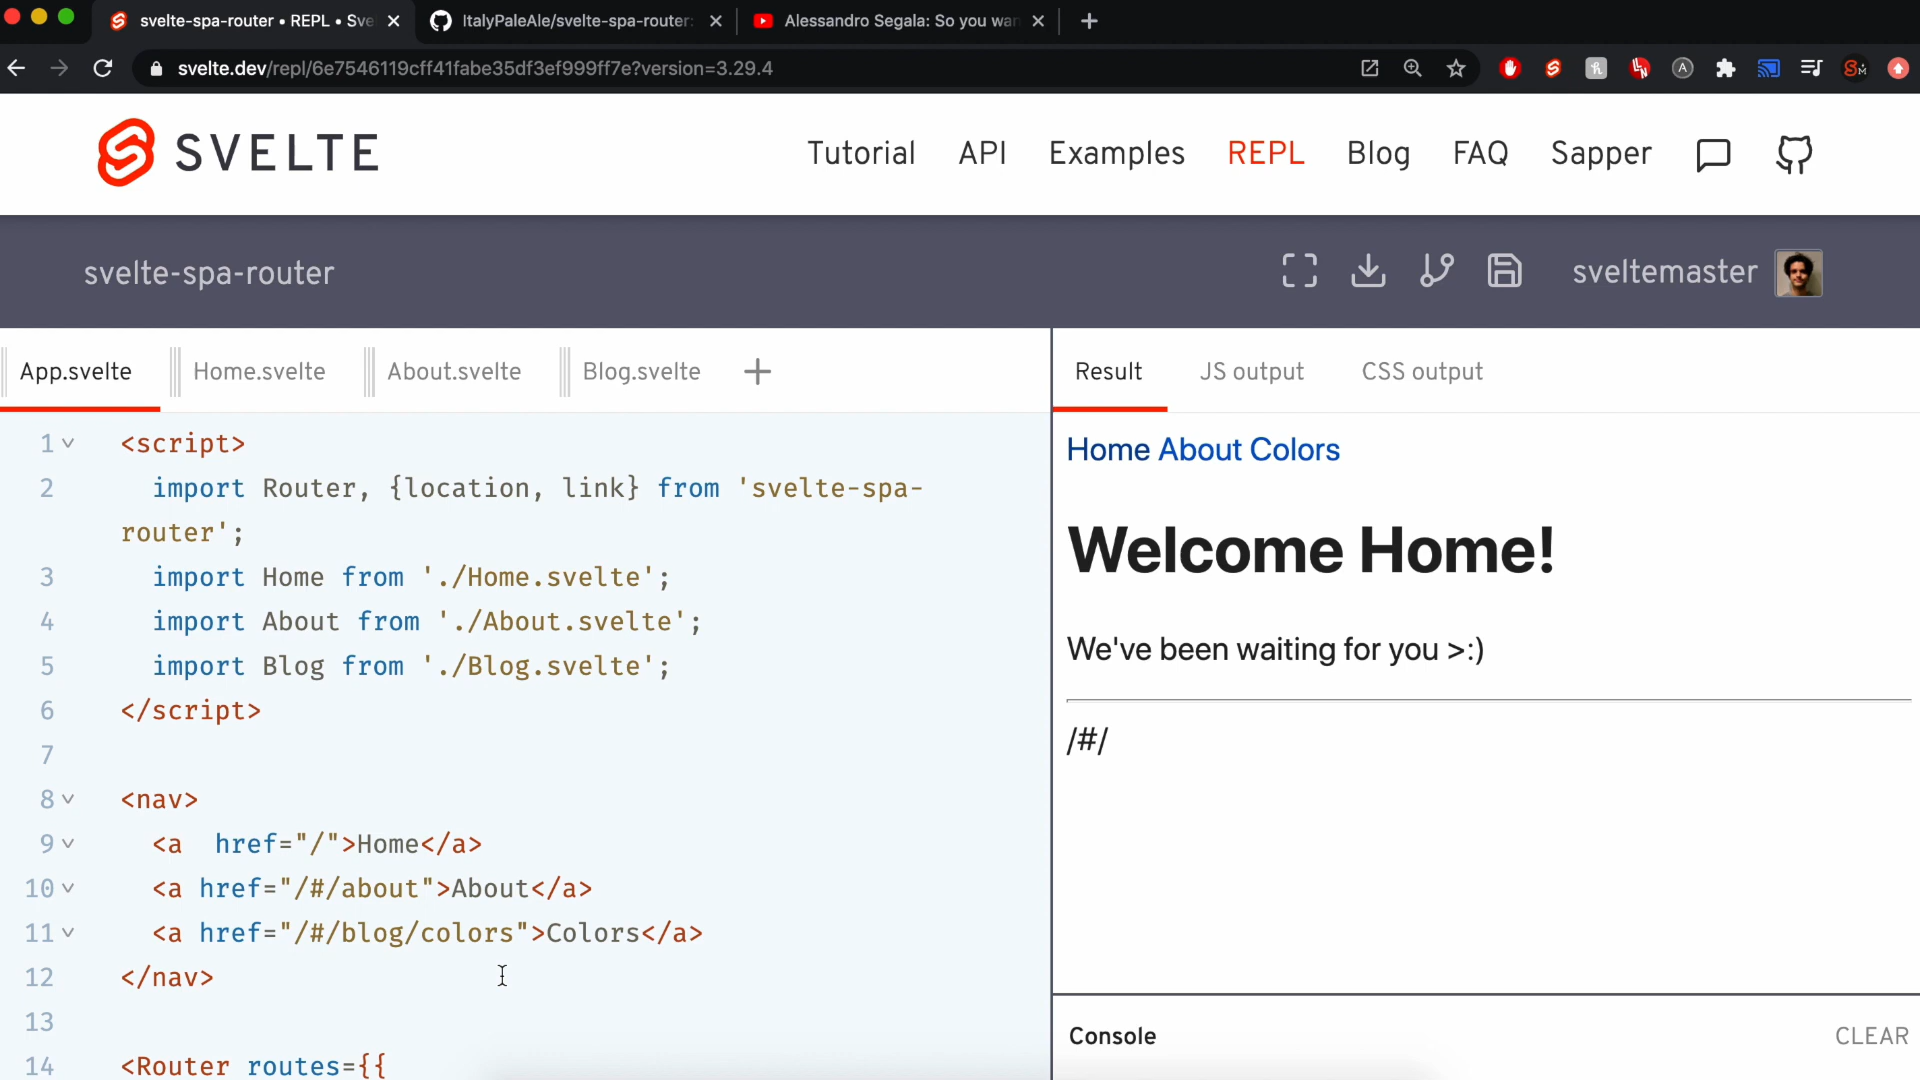 svelte-spa-router • REPL • Sve
ItalyPaleAle/svelte-spa-router:
Alessandro Segala: So you wan
svelte.dev/repl/6e7546119cff41fabe35df3ef999ff7e?version=3.29.4
SVELTE
Tutorial API Examples REPL Blog FAQ Sapper
svelte-spa-router
sveltemaster
App.svelte Home.svelte About.svelte Blog.svelte +
1 <script>
2 import Router, {location, link} from 'svelte-spa-
router';
3 import Home from './Home.svelte';
4 import About from './About.svelte';
5 import Blog from './Blog.svelte';
6 </script>
7
8 <nav>
9 <a  href="/">Home</a>
10 <a href="/#/about">About</a>
11 <a href="/#/blog/colors">Colors</a>
12 </nav>
13
14 <Router routes={{
Result JS output CSS output
Home About Colors
Welcome Home!
We've been waiting for you >:)
/#/
Console CLEAR